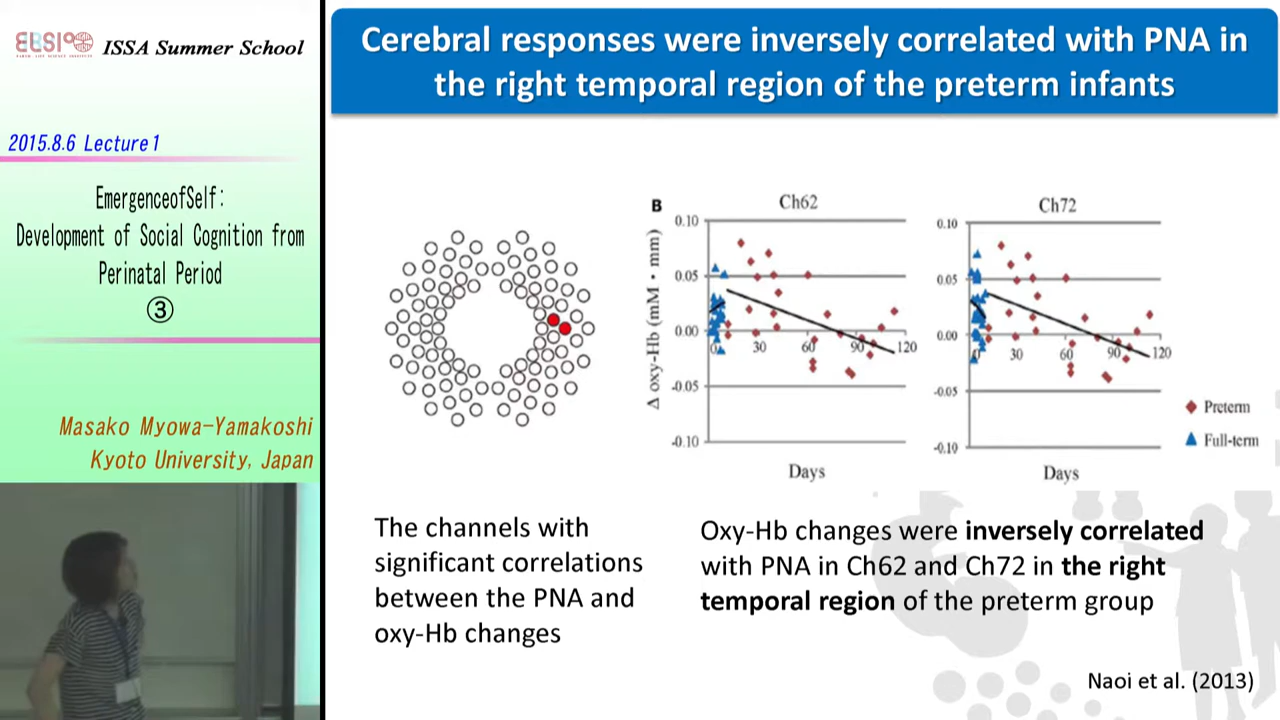 ELSI
ISSA Summer School
2015.8.6 Lecture1
EmergenceofSelf:
Development of Social Cognition from
Perinatal Period
③
Masako Myowa-Yamakoshi
Kyoto University, Japan
Cerebral responses were inversely correlated with PNA in
the right temporal region of the preterm infants
B
Ch62
Ch72
Δ oxy-Hb (mM・mm)
0.10
0.05
0.00
-0.05
-0.10
0
30
60
90
120
Days
0.10
0.05
0.00
-0.05
-0.10
0
30
60
90
120
Days
Preterm
Full-term
The channels with
significant correlations
between the PNA and
oxy-Hb changes
Oxy-Hb changes were inversely correlated
with PNA in Ch62 and Ch72 in the right
temporal region of the preterm group
Naoi et al. (2013)